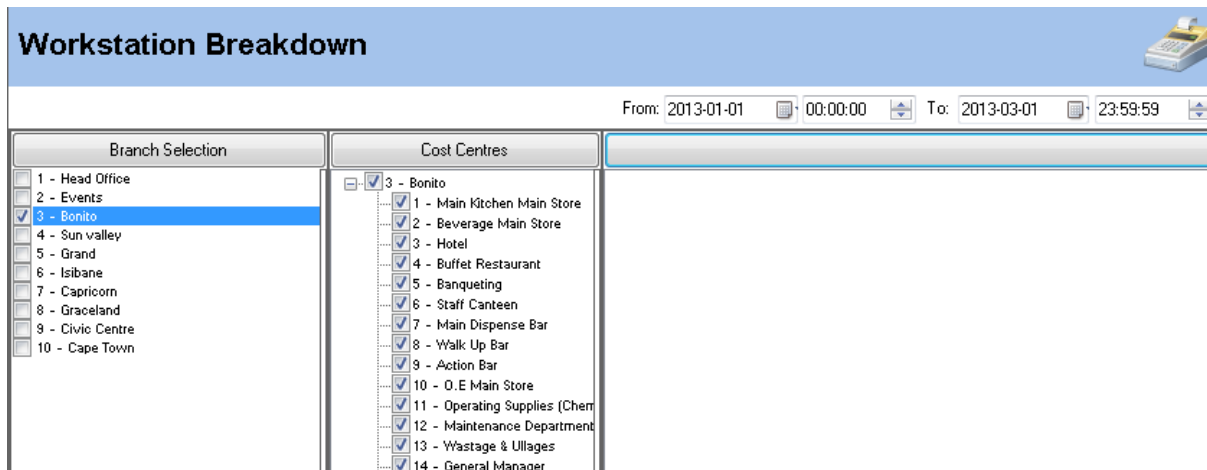 Workstation Breakdown
From: 2013-01-01 00:00:00 To: 2013-03-01 23:59:59
Branch Selection
1 - Head Office
2 - Events
3 - Bonito
4 - Sun valley
5 - Grand
6 - Isibane
7 - Capricorn
8 - Graceland
9 - Civic Centre
10 - Cape Town
Cost Centres
3 - Bonito
1 - Main Kitchen Main Store
2 - Beverage Main Store
3 - Hotel
4 - Buffet Restaurant
5 - Banqueting
6 - Staff Canteen
7 - Main Dispense Bar
8 - Walk Up Bar
9 - Action Bar
10 - O.E Main Store
11 - Operating Supplies (Chem
12 - Maintenance Department
13 - Wastage & Ullages
14 - General Manager